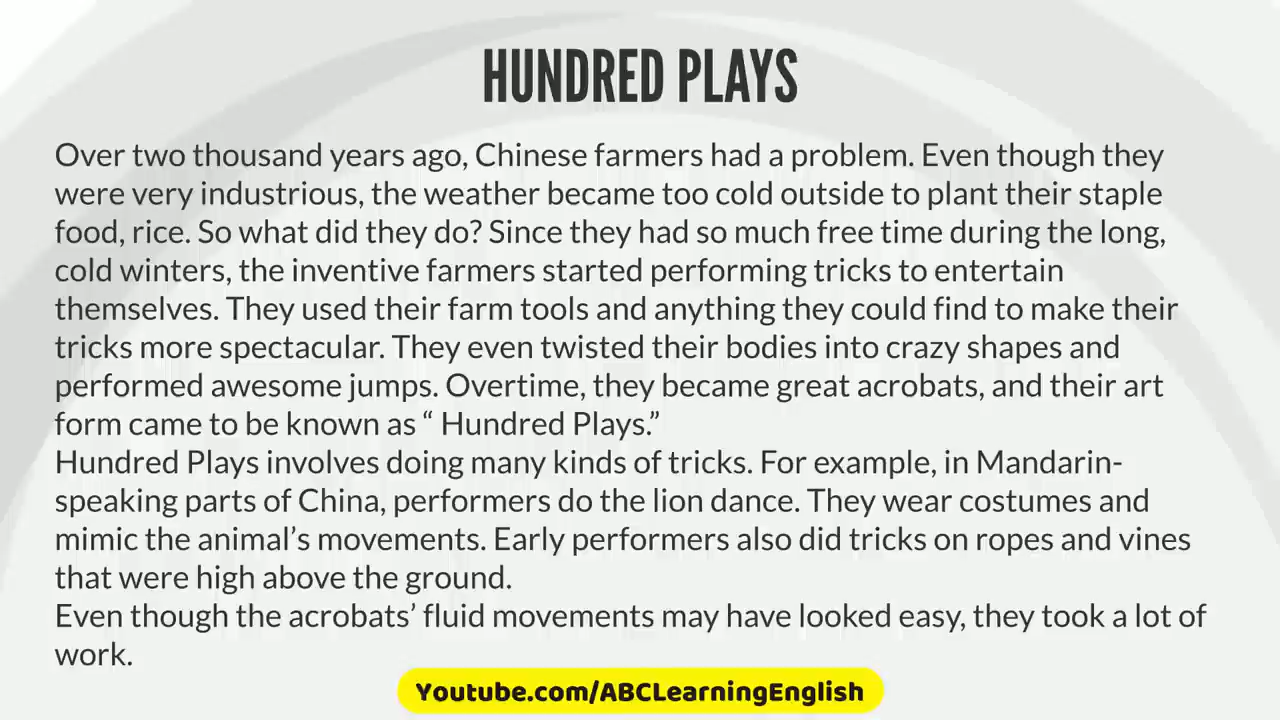 HUNDRED PLAYS
Over two thousand years ago, Chinese farmers had a problem. Even though they
were very industrious, the weather became too cold outside to plant their staple
food, rice. So what did they do? Since they had so much free time during the long,
cold winters, the inventive farmers started performing tricks to entertain
themselves. They used their farm tools and anything they could find to make their
tricks more spectacular. They even twisted their bodies into crazy shapes and
performed awesome jumps. Overtime, they became great acrobats, and their art
form came to be known as “ Hundred Plays.”
Hundred Plays involves doing many kinds of tricks. For example, in Mandarin-
speaking parts of China, performers do the lion dance. They wear costumes and
mimic the animal’s movements. Early performers also did tricks on ropes and vines
that were high above the ground.
Even though the acrobats’ fluid movements may have looked easy, they took a lot of
work.
Youtube.com/ABCLearningEnglish